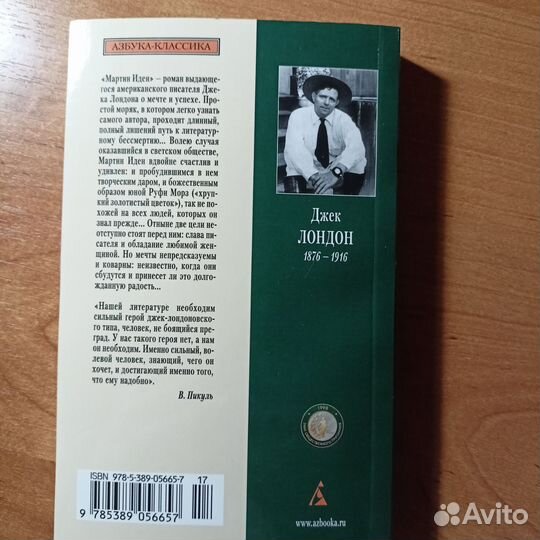 АЗБУКА-КЛАССИКА
«Мартин Иден» – роман выдающе-
гося американского писателя Дже-
ка Лондона о мечте и успехе. Про-
стой моряк, в котором легко узнать
самого автора, проходит длинный,
полный лишений путь к литератур-
ному бессмертию... Волею случая
оказавшийся в светском обществе,
Мартин Иден вдвойне счастлив и
удивлен: и пробудившимся в нем
творческим даром, и божественным
образом юной Руфи Морз («хруп-
кий золотистый цветок»), так не по-
хожей на всех людей, которых он
знал прежде... Отныне две цели не-
отступно стоят перед ним: слава пи-
сателя и обладание любимой жен-
щиной. Но мечты непредсказуемы
и коварны: неизвестно, когда они
сбудутся и принесет ли это долго-
жданную радость...
«Нашей литературе необходим
сильный герой джек-лондоновско-
го типа, человек, не боящийся пре-
град. У нас такого героя нет, а нам
он необходим. Именно сильный, во-
левой человек, знающий, чего он
хочет, и достигающий именно того,
что ему надобно».
В. Пикуль
Джек
ЛОНДОН
1876 – 1916
ISBN 978-5-389-05665-7
17
9 785389 056657
1998
www.azbooka.ru
Avito